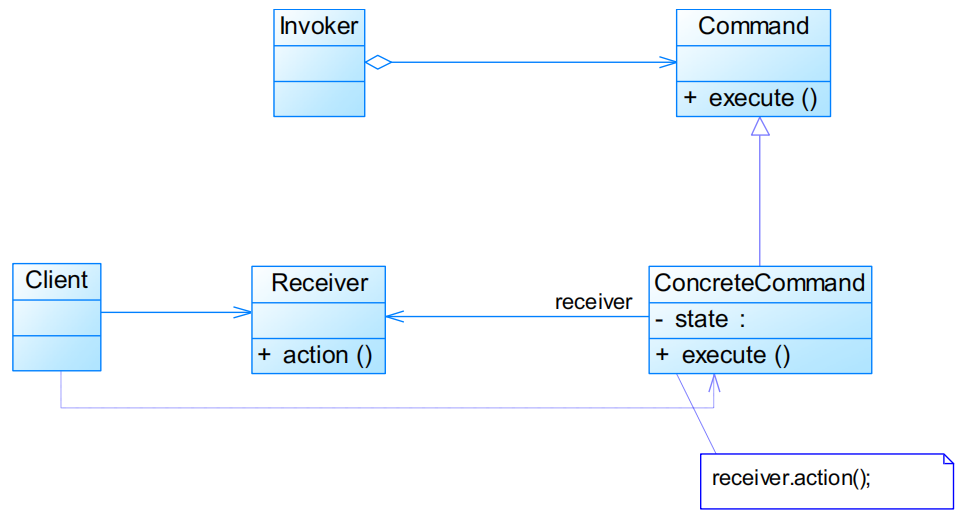 Invoker
Command
+ execute ()
Client
Receiver
+ action ()
receiver
ConcreteCommand
- state :
+ execute ()
receiver.action();